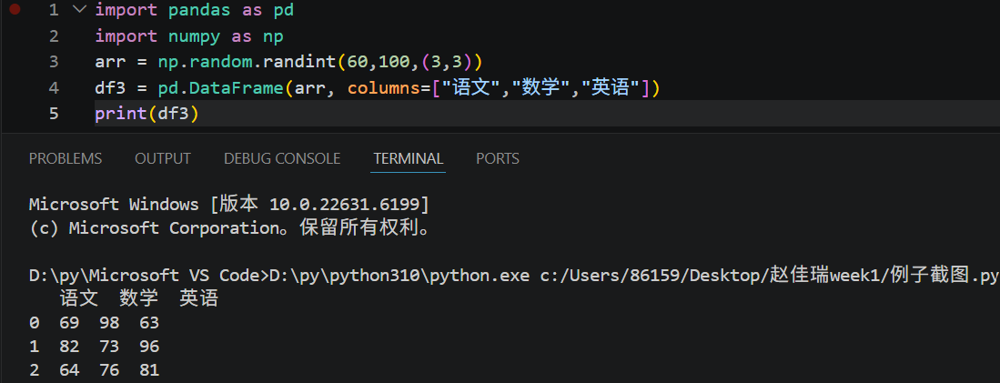 1 import pandas as pd
2 import numpy as np
3 arr = np.random.randint(60,100,(3,3))
4 df3 = pd.DataFrame(arr, columns=["语文","数学","英语"])
5 print(df3)
PROBLEMS OUTPUT DEBUG CONSOLE TERMINAL PORTS
Microsoft Windows [版本 10.0.22631.6199]
(c) Microsoft Corporation。保留所有权利。
D:\py\Microsoft VS Code>D:\py\python310\python.exe c:/Users/86159/Desktop/赵佳瑞week1/例子截图.py
语文 数学 英语
0 69 98 63
1 82 73 96
2 64 76 81